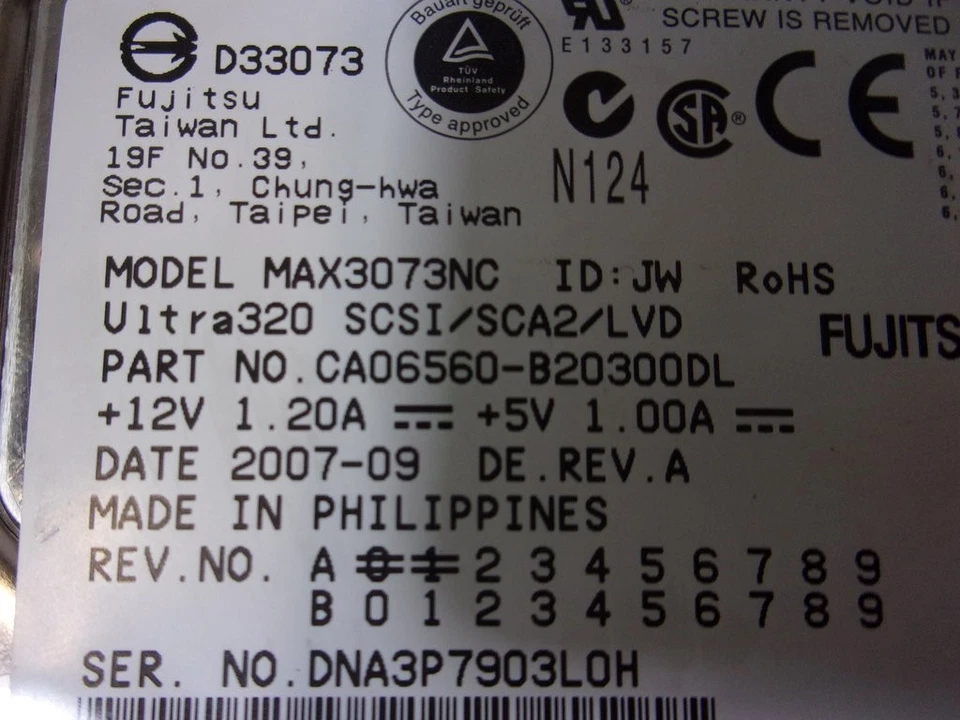 D33073
Fujitsu
Taiwan Ltd.
19F No.39,
Sec.1, Chung-hwa
Road, Taipei, Taiwan
Bauart geprüft
TÜV
Rheinland
Product Safety
Type approved
SCREW IS REMOVED
E133157
N124
MAY
OF
MODEL MAX3073NC ID:JW RoHS
Ultra320 SCSI/SCA2/LVD
FUJITS
PART NO.CA06560-B20300DL
+12V 1.20A +5V 1.00A
DATE 2007-09 DE.REV.A
MADE IN PHILIPPINES
REV.NO. A 0 1 2 3 4 5 6 7 8 9
B 0 1 2 3 4 5 6 7 8 9
SER. NO.DNA3P7903L0H